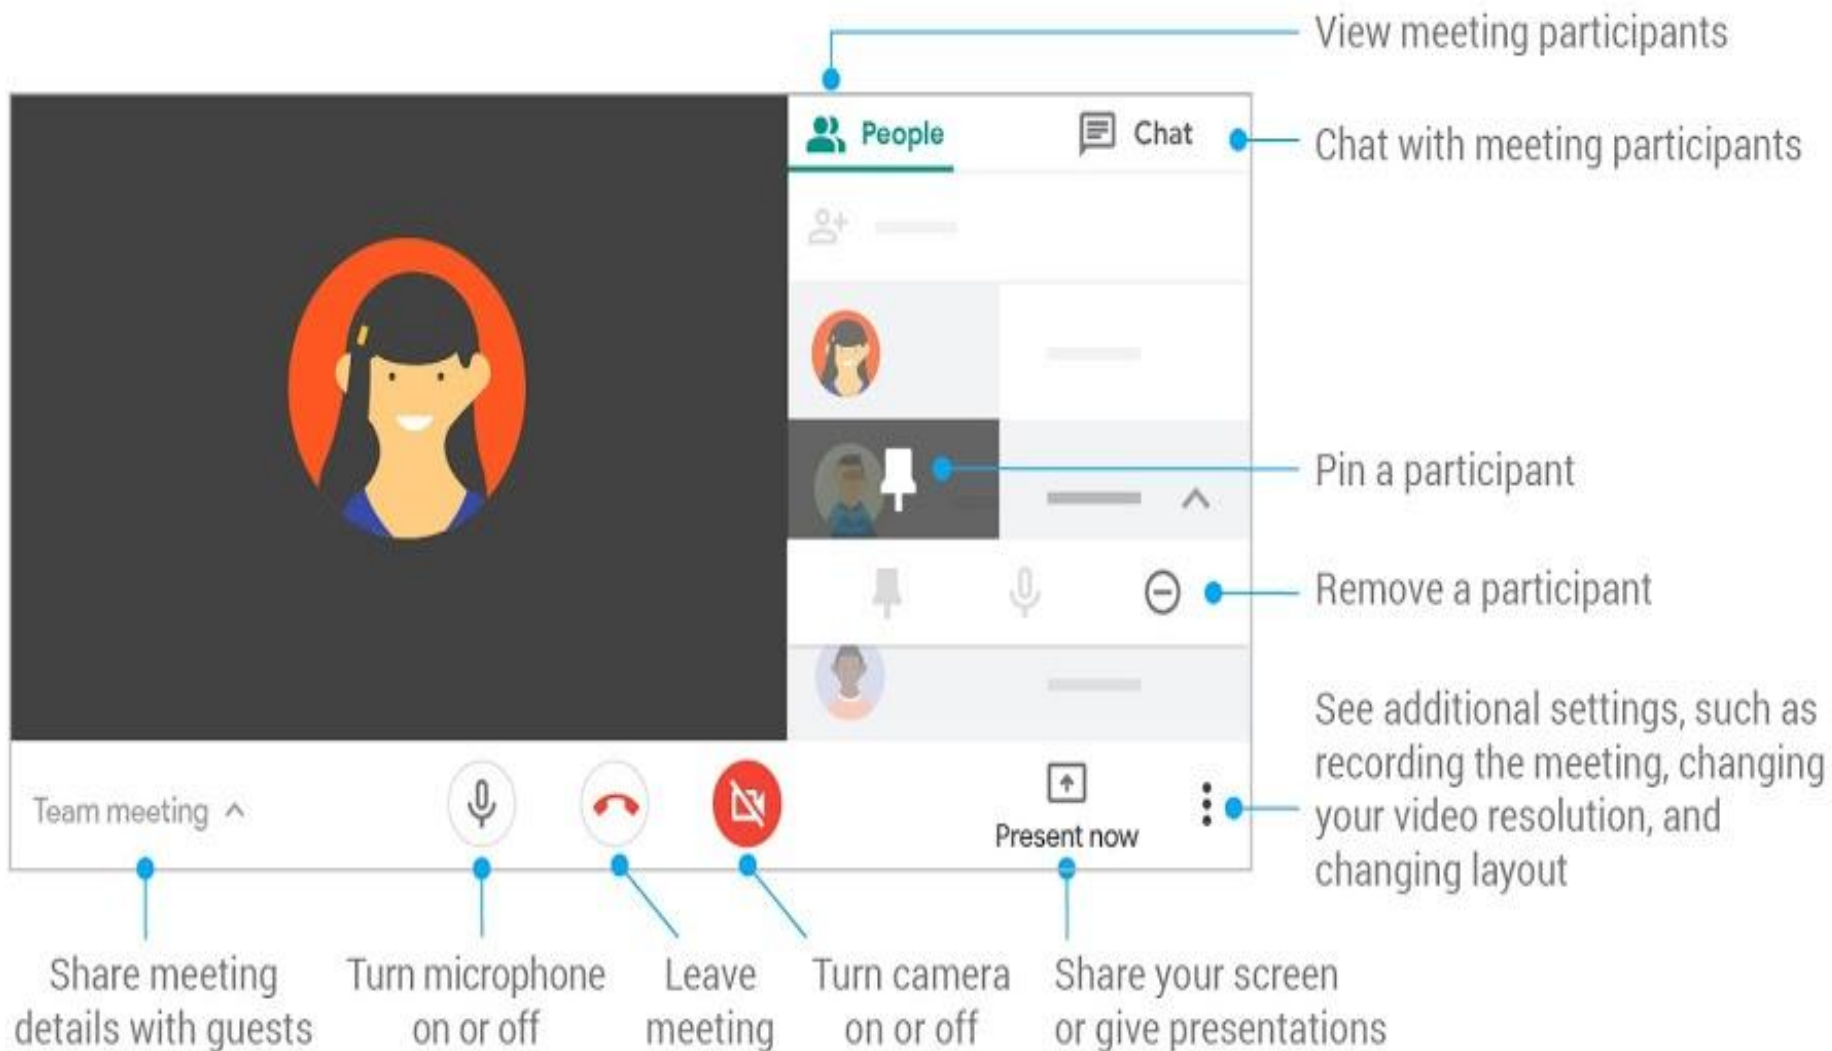 View meeting participants
People
Chat
Chat with meeting participants
Pin a participant
Remove a participant
See additional settings, such as
recording the meeting, changing
your video resolution, and
changing layout
Team meeting
Present now
Share meeting
details with guests
Turn microphone
on or off
Leave
meeting
Turn camera
on or off
Share your screen
or give presentations